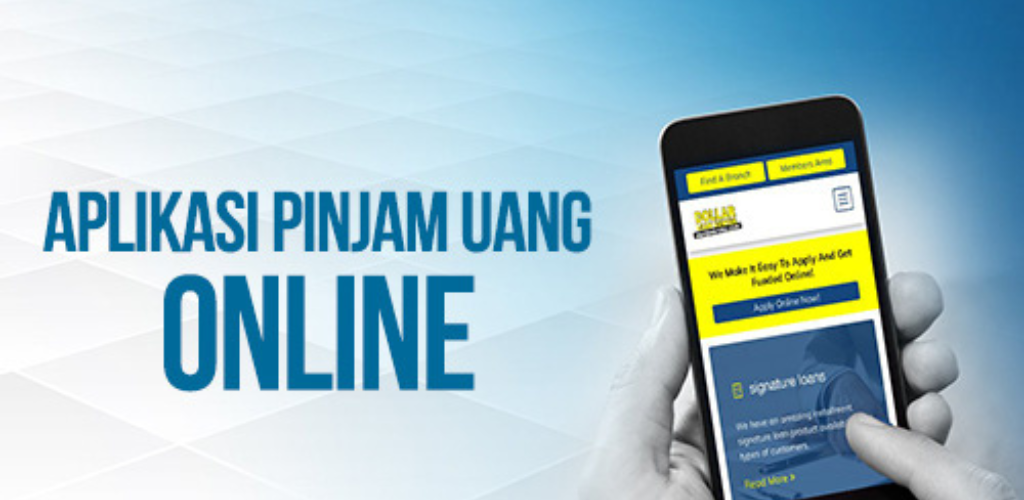 APLIKASI PINJAM UANG
ONLINE
Find A Branch
Members Area
DOLLAR
We Make It Easy To Apply And Get
Funded Online!
Apply Online Now!
signature loans
We have an amazing installment
signature loan product
types of customers.
Read More »